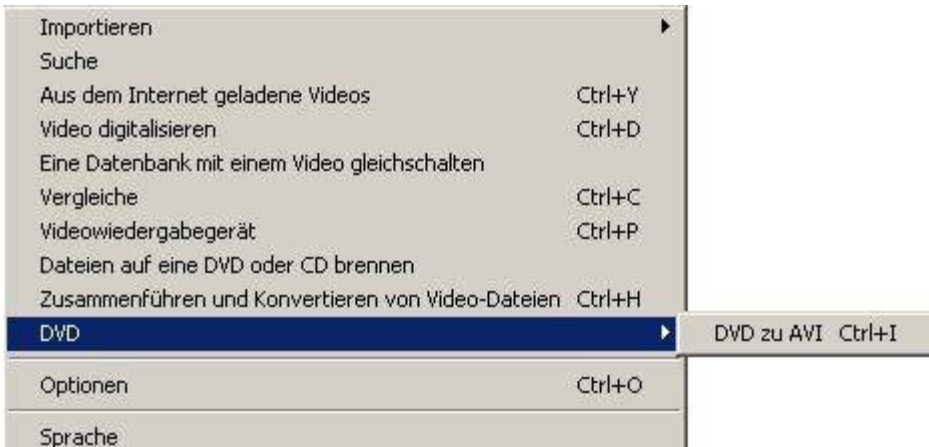 Importieren
Suche
Aus dem Internet geladene Videos Ctrl+Y
Video digitalisieren Ctrl+D
Eine Datenbank mit einem Video gleichschalten
Vergleiche Ctrl+C
Videowiedergabegerät Ctrl+P
Dateien auf eine DVD oder CD brennen
Zusammenführen und Konvertieren von Video-Dateien Ctrl+H
DVD DVD zu AVI Ctrl+I
Optionen Ctrl+O
Sprache